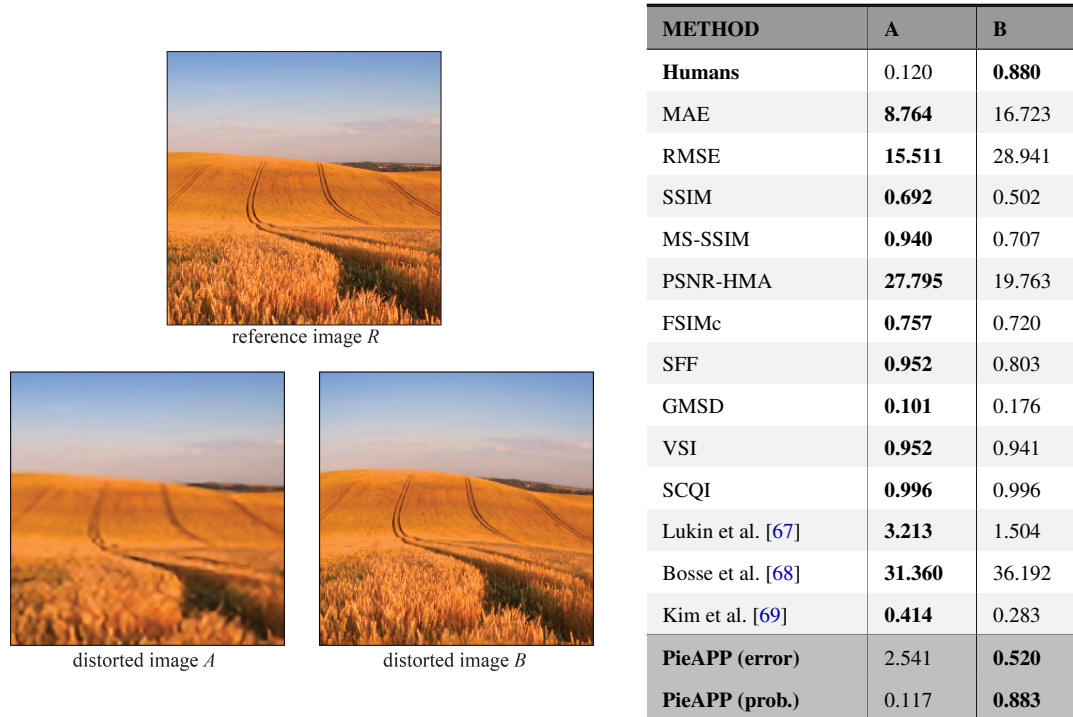 reference image R
distorted image A
distorted image B
METHOD A B
Humans 0.120 0.880
MAE 8.764 16.723
RMSE 15.511 28.941
SSIM 0.692 0.502
MS-SSIM 0.940 0.707
PSNR-HMA 27.795 19.763
FSIMc 0.757 0.720
SFF 0.952 0.803
GMSD 0.101 0.176
VSI 0.952 0.941
SCQI 0.996 0.996
Lukin et al. [67] 3.213 1.504
Bosse et al. [68] 31.360 36.192
Kim et al. [69] 0.414 0.283
PieAPP (error) 2.541 0.520
PieAPP (prob.) 0.117 0.883